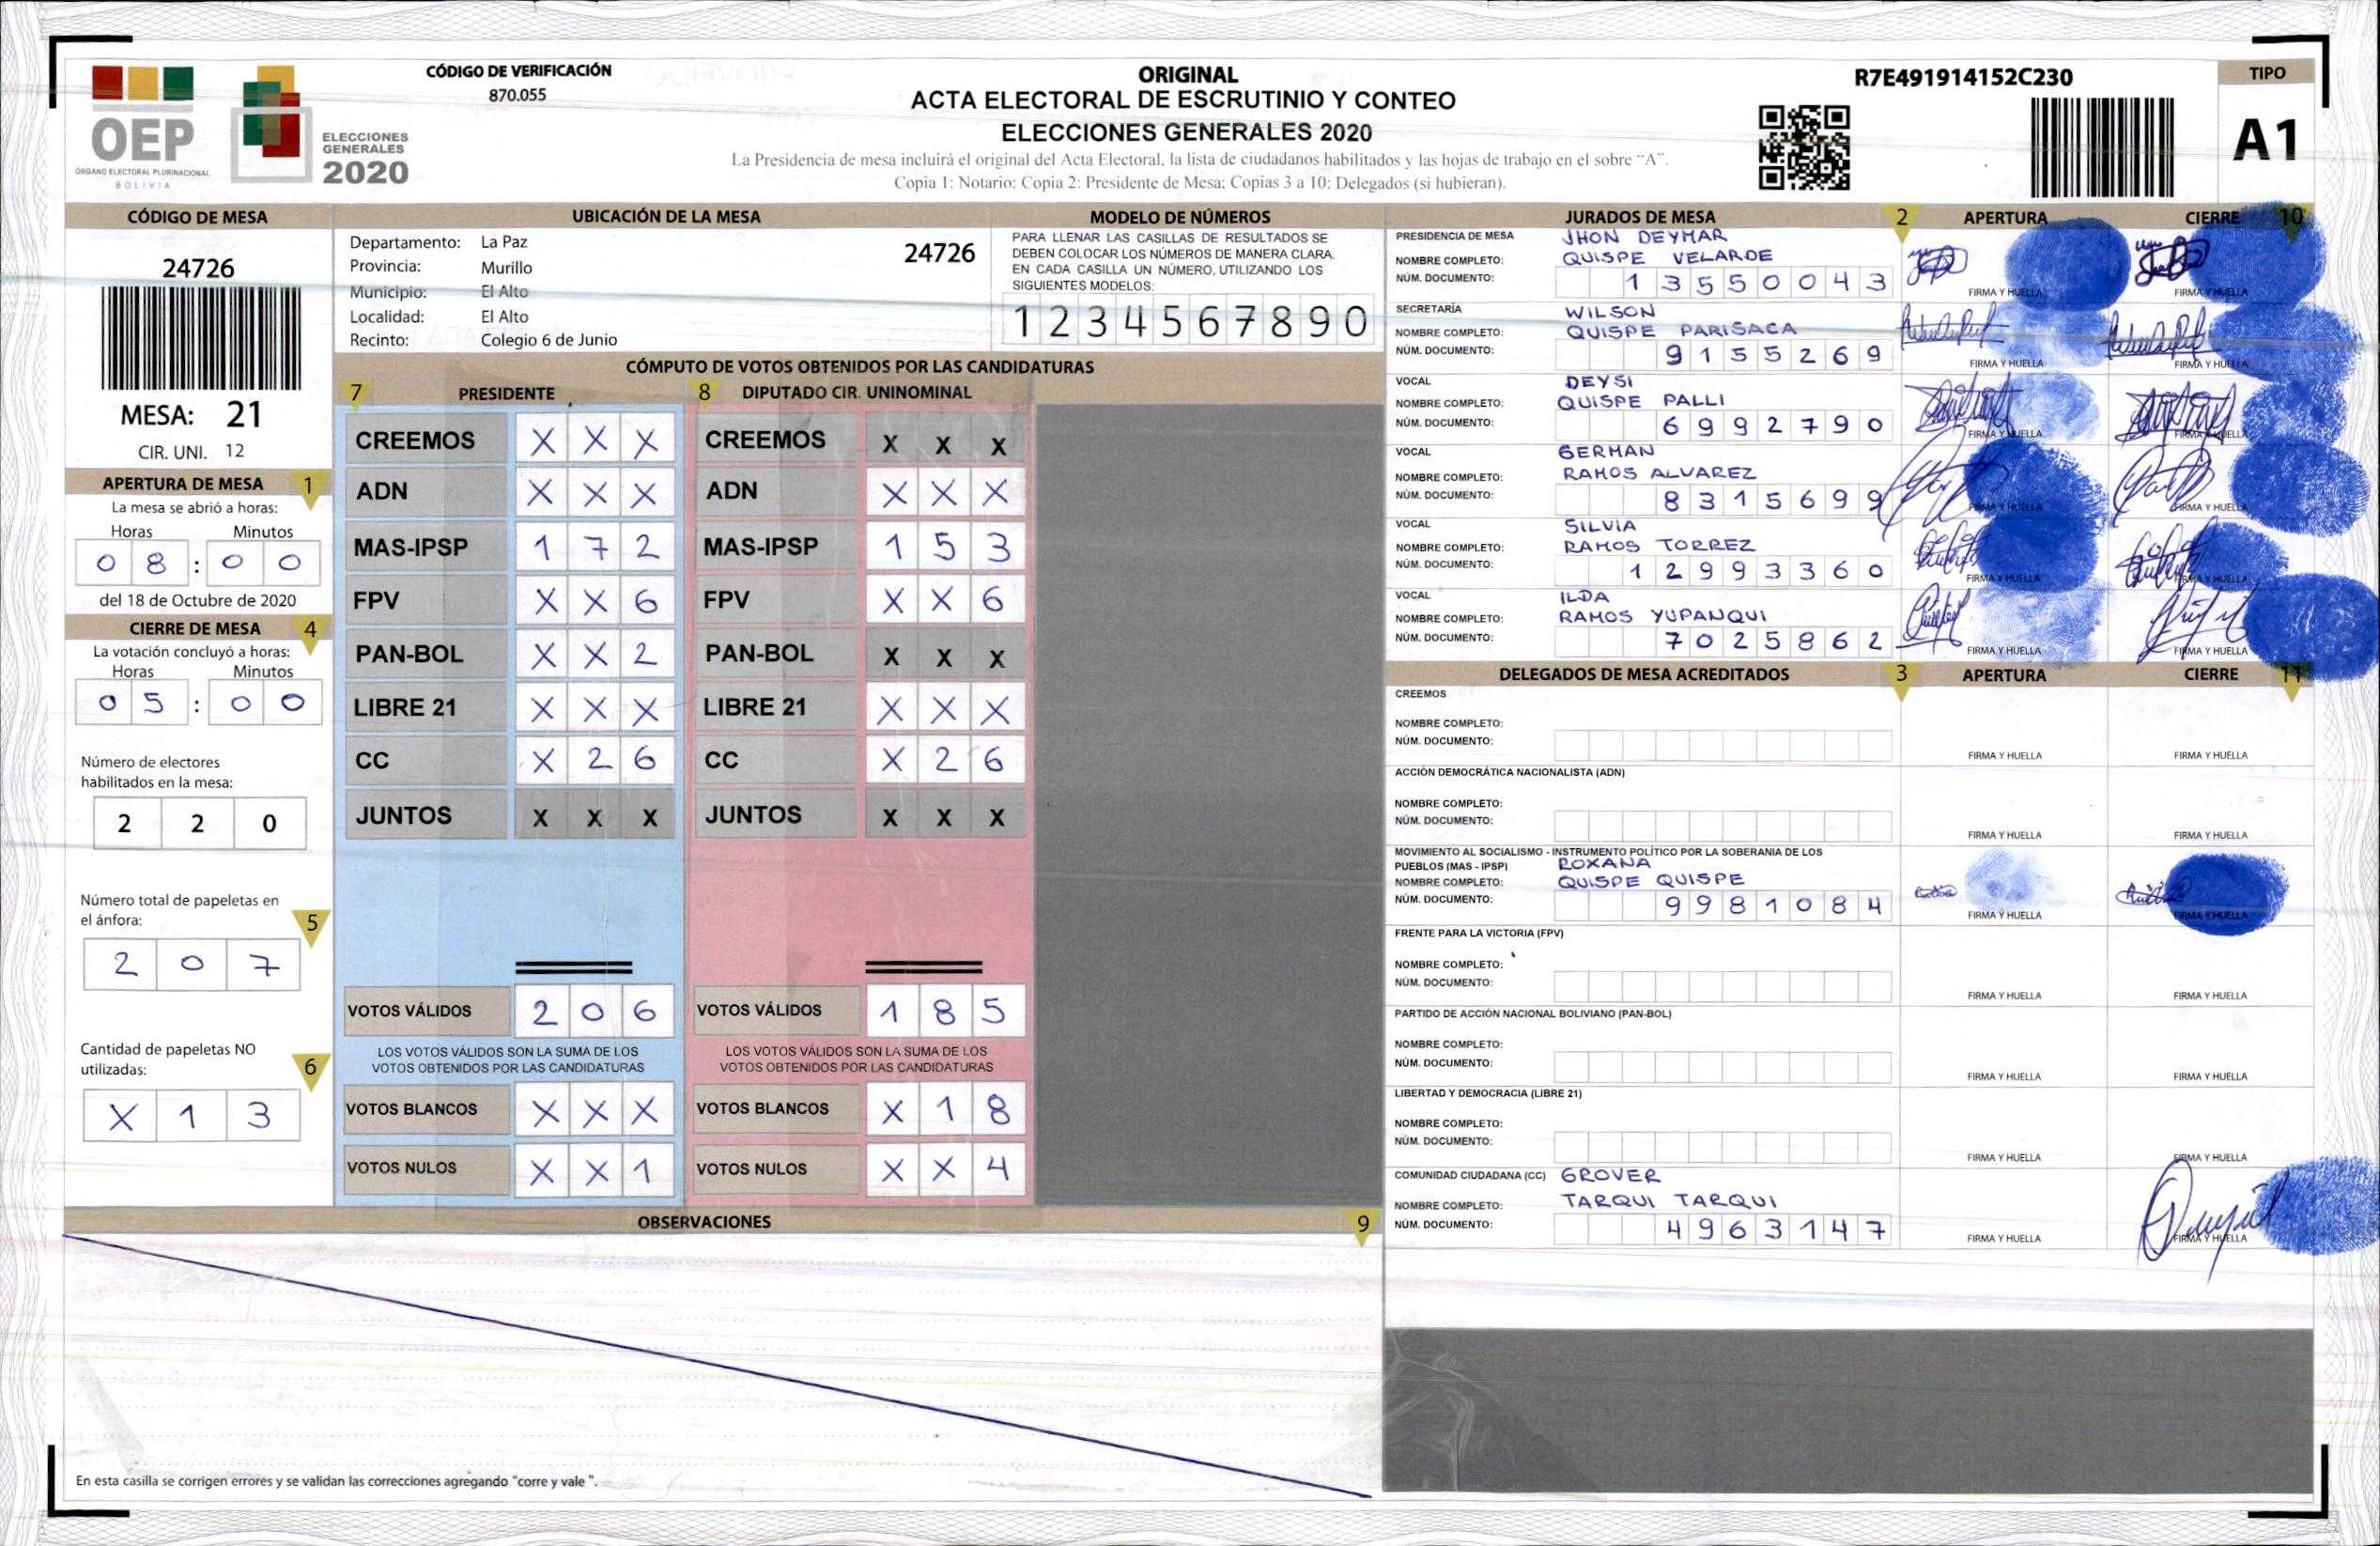 CÓDIGO DE VERIFICACIÓN
870.055
ORIGINAL
ACTA ELECTORAL DE ESCRUTINIO Y CONTEO
ELECCIONES GENERALES 2020
La Presidencia de mesa incluirá el original del Acta Electoral, la lista de ciudadanos habilitados y las hojas de trabajo en el sobre "A".
Copia 1: Notario; Copia 2: Presidente de Mesa; Copias 3 a 10: Delegados (si hubieran).
R7E491914152C230
TIPO
A1
OEP
ÓRGANO ELECTORAL PLURINACIONAL
BOLIVIA
ELECCIONES
GENERALES
2020
CÓDIGO DE MESA
24726
MESA: 21
CIR. UNI. 12
APERTURA DE MESA 1
La mesa se abrió a horas:
Horas Minutos
0 8 : 0 0
del 18 de Octubre de 2020
CIERRE DE MESA 4
La votación concluyó a horas:
Horas Minutos
0 5 : 0 0
Número de electores
habilitados en la mesa:
2 2 0
Número total de papeletas en
el ánfora: 5
2 0 7
Cantidad de papeletas NO
utilizadas: 6
X 1 3
UBICACIÓN DE LA MESA
Departamento: La Paz
24726
Provincia: Murillo
Municipio: El Alto
Localidad: El Alto
Recinto: Colegio 6 de Junio
MODELO DE NÚMEROS
PARA LLENAR LAS CASILLAS DE RESULTADOS SE
DEBEN COLOCAR LOS NÚMEROS DE MANERA CLARA.
EN CADA CASILLA UN NÚMERO, UTILIZANDO LOS
SIGUIENTES MODELOS:
1 2 3 4 5 6 7 8 9 0
CÓMPUTO DE VOTOS OBTENIDOS POR LAS CANDIDATURAS
7 PRESIDENTE
CREEMOS X X X
ADN X X X
MAS-IPSP 1 7 2
FPV X X 6
PAN-BOL X X 2
LIBRE 21 X X X
CC X 2 6
JUNTOS X X X
VOTOS VÁLIDOS 2 0 6
LOS VOTOS VÁLIDOS SON LA SUMA DE LOS
VOTOS OBTENIDOS POR LAS CANDIDATURAS
VOTOS BLANCOS X X X
VOTOS NULOS X X 1
8 DIPUTADO CIR. UNINOMINAL
CREEMOS X X X
ADN X X X
MAS-IPSP 1 5 3
FPV X X 6
PAN-BOL X X X
LIBRE 21 X X X
CC X 2 6
JUNTOS X X X
VOTOS VÁLIDOS 1 8 5
LOS VOTOS VÁLIDOS SON LA SUMA DE LOS
VOTOS OBTENIDOS POR LAS CANDIDATURAS
VOTOS BLANCOS X 1 8
VOTOS NULOS X X 4
OBSERVACIONES 9
En esta casilla se corrigen errores y se validan las correcciones agregando "corre y vale ".
JURADOS DE MESA 2 APERTURA CIERRE 10
PRESIDENCIA DE MESA JHON DEYMAR
NOMBRE COMPLETO: QUISPE VELARDE
NÚM. DOCUMENTO: 1 3 5 5 0 0 4 3
FIRMA Y HUELLA FIRMA Y HUELLA
SECRETARÍA WILSON
NOMBRE COMPLETO: QUISPE PARISACA
NÚM. DOCUMENTO: 9 1 5 5 2 6 9
FIRMA Y HUELLA FIRMA Y HUELLA
VOCAL DEYSI
NOMBRE COMPLETO: QUISPE PALLI
NÚM. DOCUMENTO: 6 9 9 2 7 9 0
FIRMA Y HUELLA FIRMA Y HUELLA
VOCAL GERMAN
NOMBRE COMPLETO: RAMOS ALVAREZ
NÚM. DOCUMENTO: 8 3 1 5 6 9 9
FIRMA Y HUELLA FIRMA Y HUELLA
VOCAL SILVIA
NOMBRE COMPLETO: RAMOS TORREZ
NÚM. DOCUMENTO: 1 2 9 9 3 3 6 0
FIRMA Y HUELLA FIRMA Y HUELLA
VOCAL ILDA
NOMBRE COMPLETO: RAMOS YUPANQUI
NÚM. DOCUMENTO: 7 0 2 5 8 6 2
FIRMA Y HUELLA FIRMA Y HUELLA
DELEGADOS DE MESA ACREDITADOS 3 APERTURA CIERRE 11
CREEMOS
NOMBRE COMPLETO:
NÚM. DOCUMENTO:
FIRMA Y HUELLA FIRMA Y HUELLA
ACCIÓN DEMOCRÁTICA NACIONALISTA (ADN)
NOMBRE COMPLETO:
NÚM. DOCUMENTO:
FIRMA Y HUELLA FIRMA Y HUELLA
MOVIMIENTO AL SOCIALISMO - INSTRUMENTO POLÍTICO POR LA SOBERANIA DE LOS
PUEBLOS (MAS - IPSP) ROXANA
NOMBRE COMPLETO: QUISPE QUISPE
NÚM. DOCUMENTO: 9 9 8 1 0 8 4
FIRMA Y HUELLA FIRMA Y HUELLA
FRENTE PARA LA VICTORIA (FPV)
NOMBRE COMPLETO:
NÚM. DOCUMENTO:
FIRMA Y HUELLA FIRMA Y HUELLA
PARTIDO DE ACCIÓN NACIONAL BOLIVIANO (PAN-BOL)
NOMBRE COMPLETO:
NÚM. DOCUMENTO:
FIRMA Y HUELLA FIRMA Y HUELLA
LIBERTAD Y DEMOCRACIA (LIBRE 21)
NOMBRE COMPLETO:
NÚM. DOCUMENTO:
FIRMA Y HUELLA FIRMA Y HUELLA
COMUNIDAD CIUDADANA (CC) GROVER
NOMBRE COMPLETO: TARQUI TARQUI
NÚM. DOCUMENTO: 4 9 6 3 1 4 7
FIRMA Y HUELLA FIRMA Y HUELLA